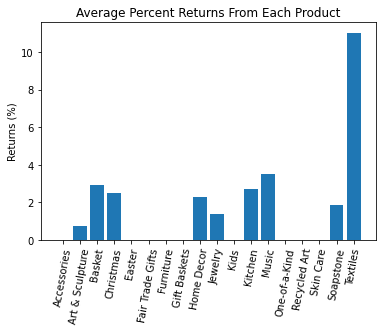 Average Percent Returns From Each Product
Returns (%)
10
8
6
4
2
0
Accessories
Art & Sculpture
Basket
Christmas
Easter
Fair Trade Gifts
Furniture
Gift Baskets
Home Decor
Jewelry
Kids
Kitchen
Music
One-of-a-Kind
Recycled Art
Skin Care
Soapstone
Textiles